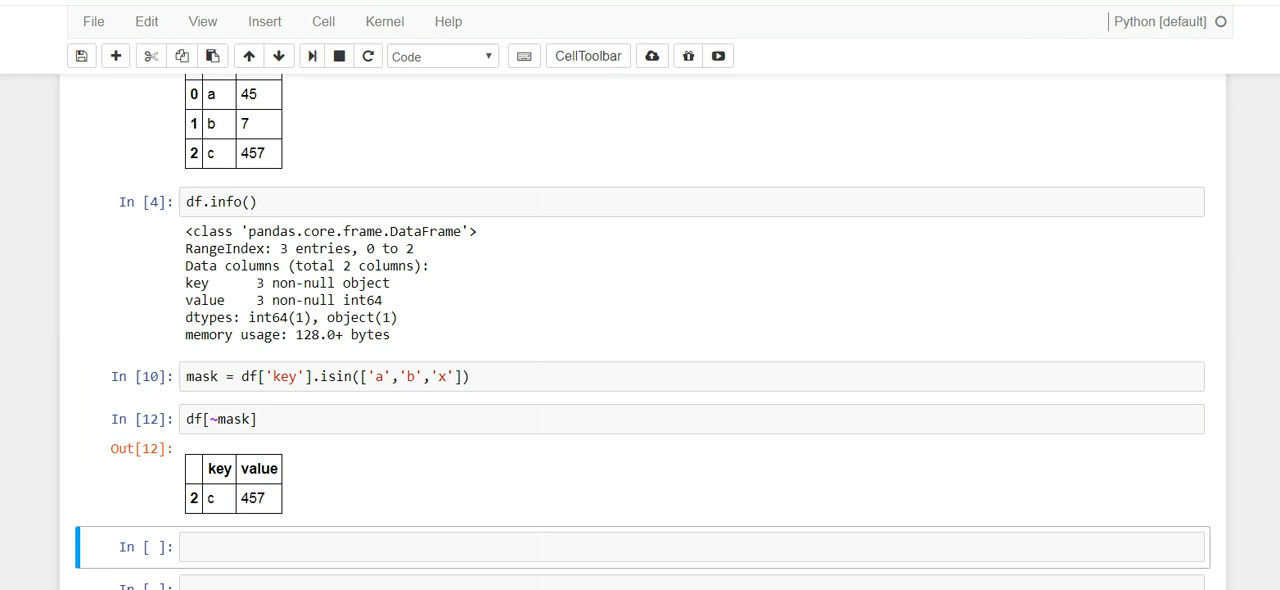 File Edit View Insert Cell Kernel Help Python [default]
Code CellToolbar
0 a 45
1 b 7
2 c 457
In [4]: df.info()
<class 'pandas.core.frame.DataFrame'>
RangeIndex: 3 entries, 0 to 2
Data columns (total 2 columns):
key 3 non-null object
value 3 non-null int64
dtypes: int64(1), object(1)
memory usage: 128.0+ bytes
In [10]: mask = df['key'].isin(['a','b','x'])
In [12]: df[~mask]
Out[12]:
key value
2 c 457
In [ ]:
In [ ]: